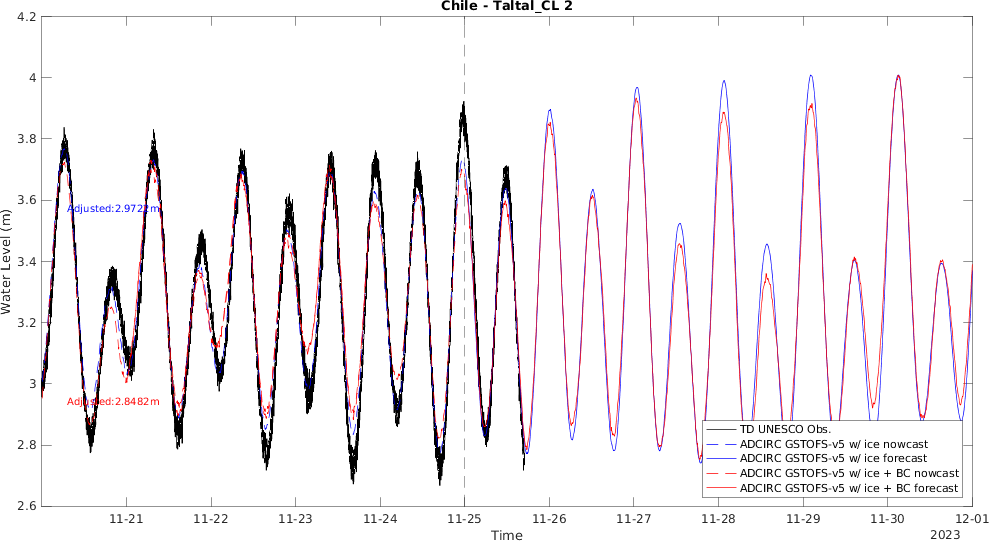 Chile - Taltal_CL 2
4.2
4
3.8
3.6
3.4
3.2
3
2.8
2.6
Water Level (m)
Adjusted:2.9722m
Adjusted:2.8482m
TD UNESCO Obs.
ADCIRC GSTOFS-v5 w/ ice nowcast
ADCIRC GSTOFS-v5 w/ ice forecast
ADCIRC GSTOFS-v5 w/ ice + BC nowcast
ADCIRC GSTOFS-v5 w/ ice + BC forecast
11-21 11-22 11-23 11-24 11-25 11-26 11-27 11-28 11-29 11-30 12-01
Time
2023